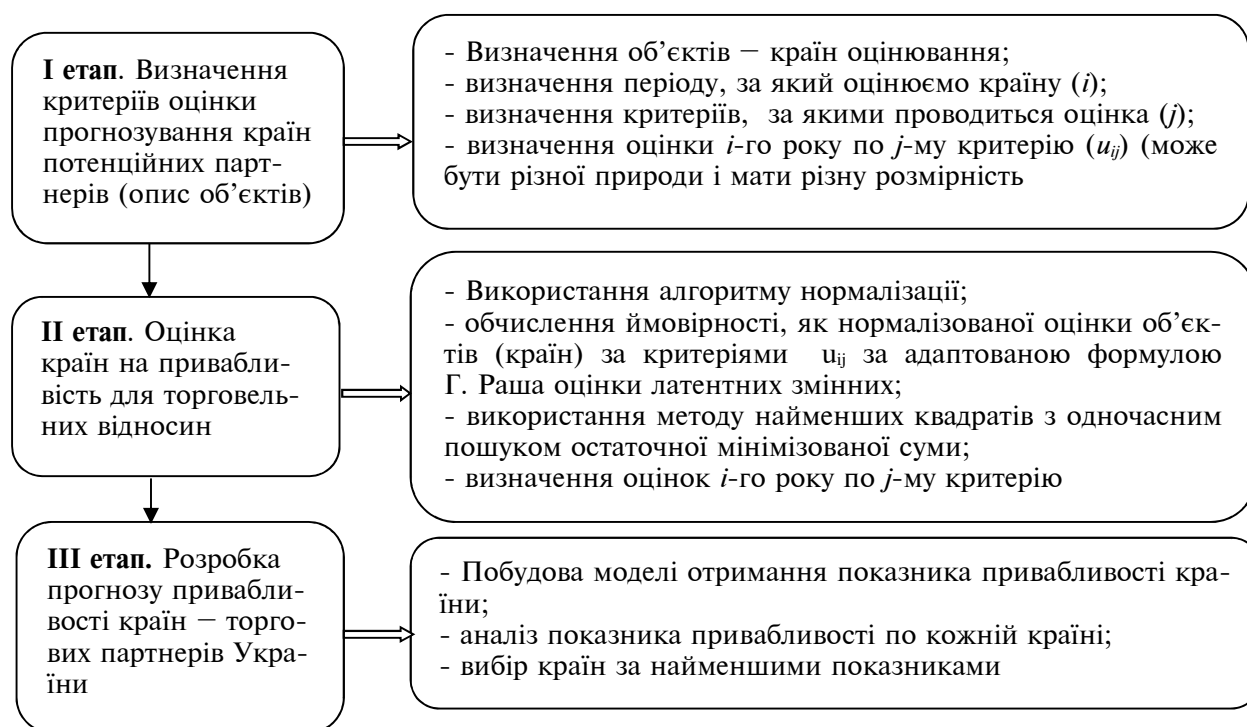 I етап. Визначення
критеріїв оцінки
прогнозування країн
потенційних парт-
нерів (опис об’єктів)
- Визначення об’єктів – країн оцінювання;
- визначення періоду, за який оцінюємо країну (i);
- визначення критеріїв, за якими проводиться оцінка (j);
- визначення оцінки i-го року по j-му критерію (uij) (може
бути різної природи і мати різну розмірність
II етап. Оцінка
країн на привабли-
вість для торговель-
них відносин
- Використання алгоритму нормалізації;
- обчислення ймовірності, як нормалізованої оцінки об’єк-
тів (країн) за критеріями uij за адаптованою формулою
Г. Раша оцінки латентних змінних;
- використання методу найменших квадратів з одночасним
пошуком остаточної мінімізованої суми;
- визначення оцінок i-го року по j-му критерію
III етап. Розробка
прогнозу привабли-
вості країн – торго-
вих партнерів Укра-
їни
- Побудова моделі отримання показника привабливості кра-
їни;
- аналіз показника привабливості по кожній країні;
- вибір країн за найменшими показниками